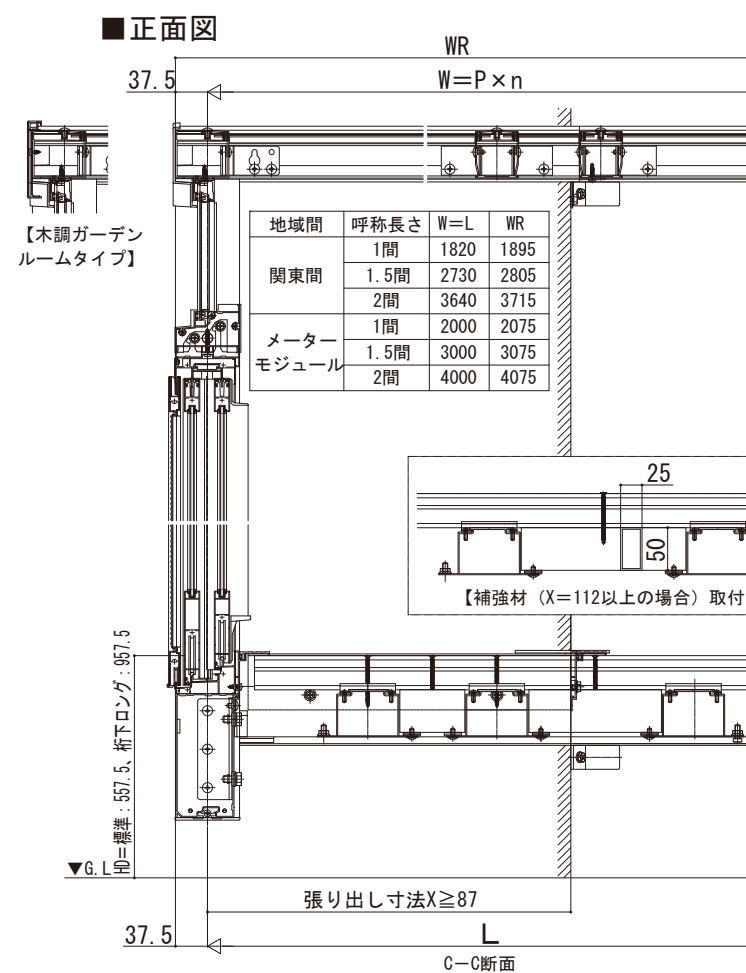 ■正面図
WR
37.5
W=P×n
【木調ガーデン
ルームタイプ】
地域間 呼称長さ W=L WR
関東間
1間 1820 1895
1.5間 2730 2805
2間 3640 3715
メーター
モジュール
1間 2000 2075
1.5間 3000 3075
2間 4000 4075
25
50
【補強材（X=112以上の場合）取付
HD=標準：557.5、桁下ロング：957.5
▼G.L
張り出し寸法X≧87
37.5
L
C－C断面